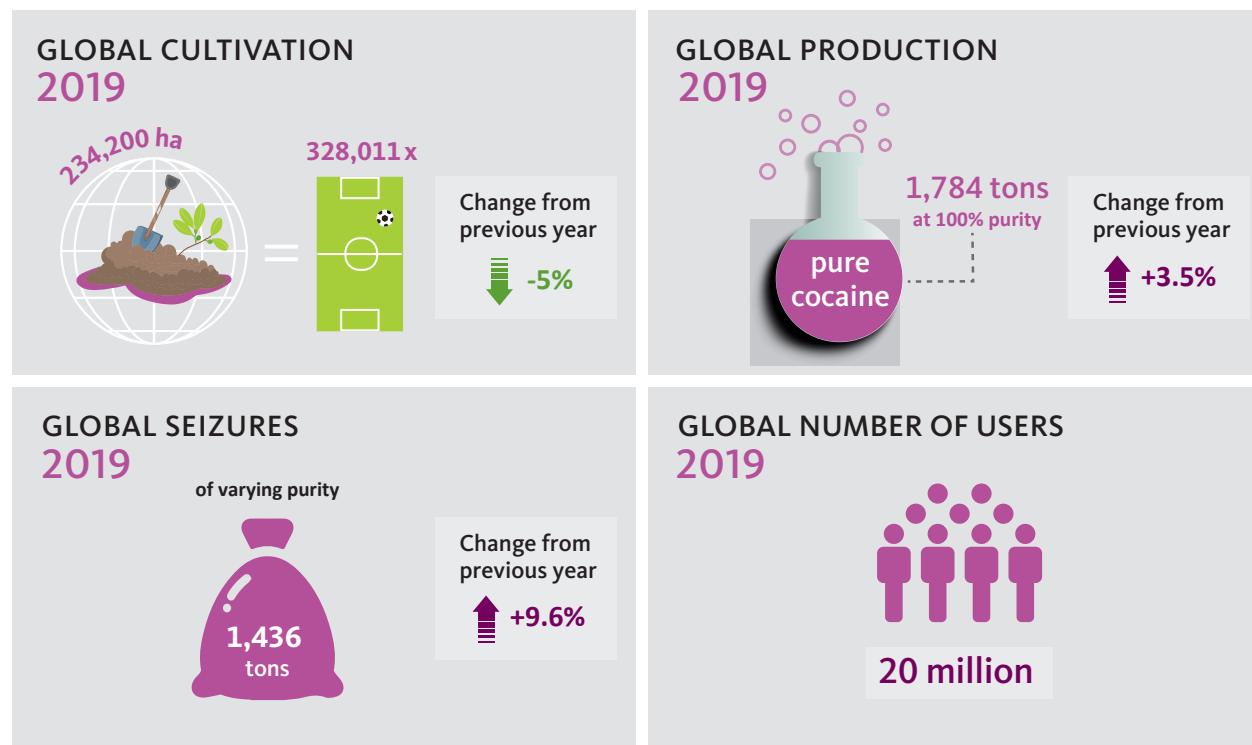 GLOBAL CULTIVATION
2019
234,200 ha
328,011 x
=
Change from
previous year
-5%
GLOBAL PRODUCTION
2019
1,784 tons
at 100% purity
pure
cocaine
Change from
previous year
+3.5%
GLOBAL SEIZURES
2019
of varying purity
1,436
tons
Change from
previous year
+9.6%
GLOBAL NUMBER OF USERS
2019
20 million